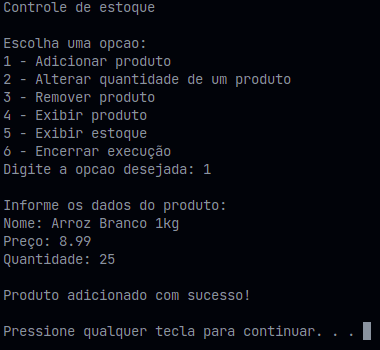 Controle de estoque
Escolha uma opcao:
1 - Adicionar produto
2 - Alterar quantidade de um produto
3 - Remover produto
4 - Exibir produto
5 - Exibir estoque
6 - Encerrar execução
Digite a opcao desejada: 1
Informe os dados do produto:
Nome: Arroz Branco 1kg
Preço: 8.99
Quantidade: 25
Produto adicionado com sucesso!
Pressione qualquer tecla para continuar. . .